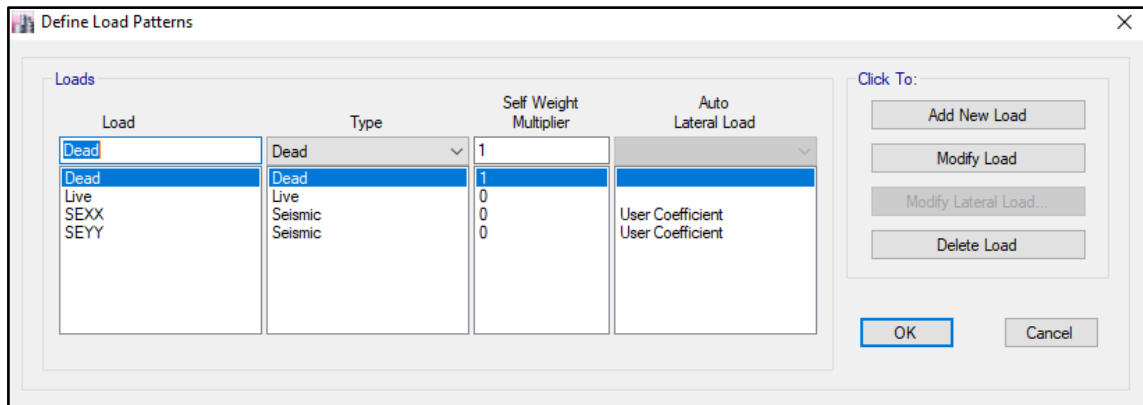 Define Load Patterns
Loads
Click To:
Load
Type
Self Weight
Multiplier
Auto
Lateral Load
Dead
Dead
1
Dead Dead 1
Live Live 0
SEXX Seismic 0 User Coefficient
SEYY Seismic 0 User Coefficient
Add New Load
Modify Load
Modify Lateral Load...
Delete Load
OK
Cancel